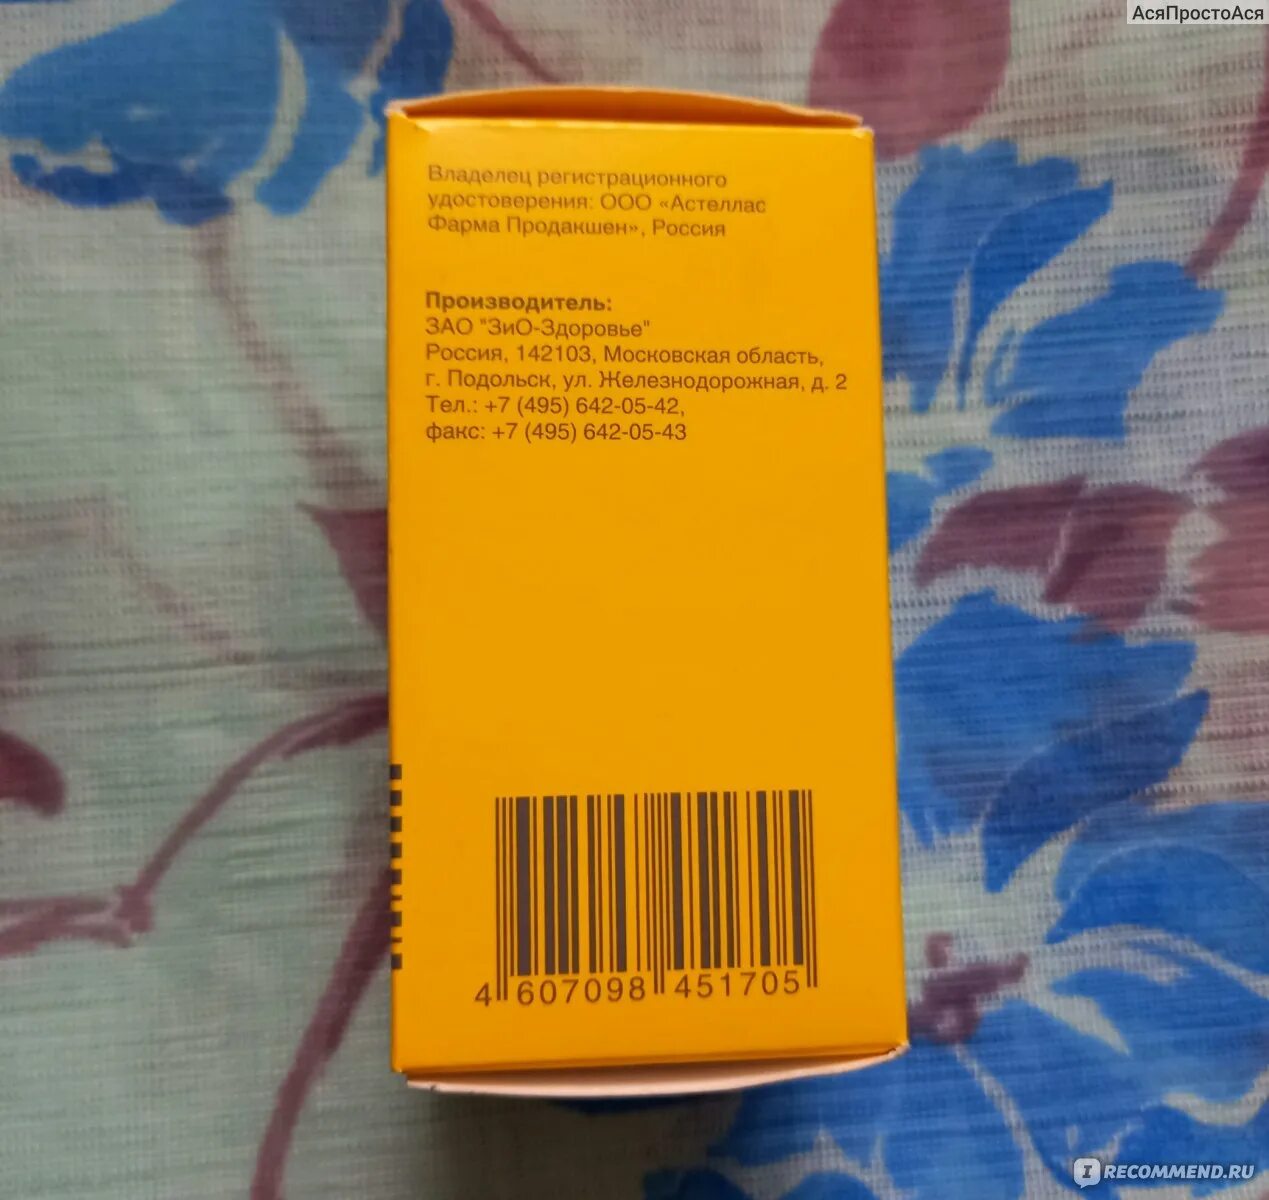 АсяПростоАся
Владелец регистрационного
удостоверения: ООО «Астеллас
Фарма Продакшен», Россия
Производитель:
ЗАО "ЗиО-Здоровье"
Россия, 142103, Московская область,
г. Подольск, ул. Железнодорожная, д. 2
Тел.: +7 (495) 642-05-42,
факс: +7 (495) 642-05-43
4 607098 451705
I RECOMMEND.RU